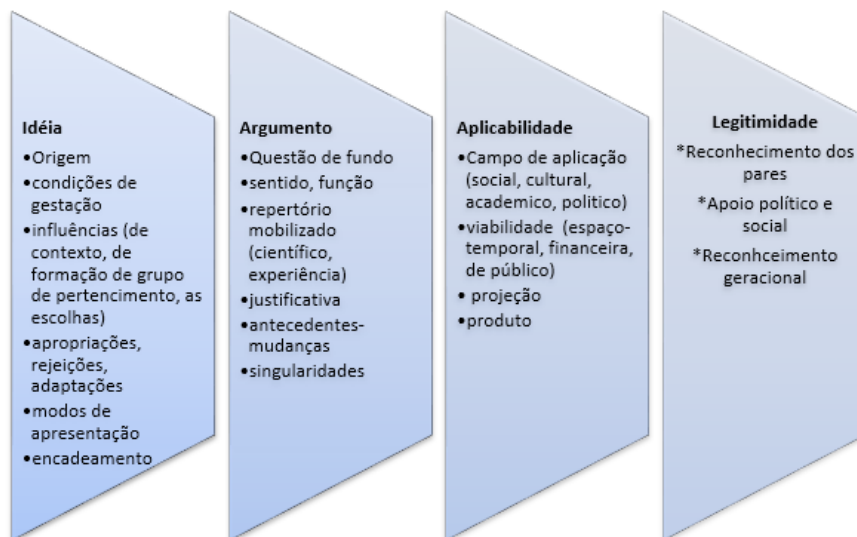 Idéia
•Origem
•condições de
gestação
•influências (de
contexto, de
formação de grupo
de pertencimento, as
escolhas)
•apropriações,
rejeições,
adaptações
•modos de
apresentação
•encadeamento
Argumento
•Questão de fundo
•sentido, função
•repertório
mobilizado
(científico,
experiência)
•justificativa
•antecedentes-
mudanças
•singularidades
Aplicabilidade
•Campo de aplicação
(social, cultural,
academico, politico)
•viabilidade (espaço-
temporal, financeira,
de público)
• projeção
•produto
Legitimidade
*Reconhecimento dos
pares
*Apoio político e
social
*Reconhceimento
geracional